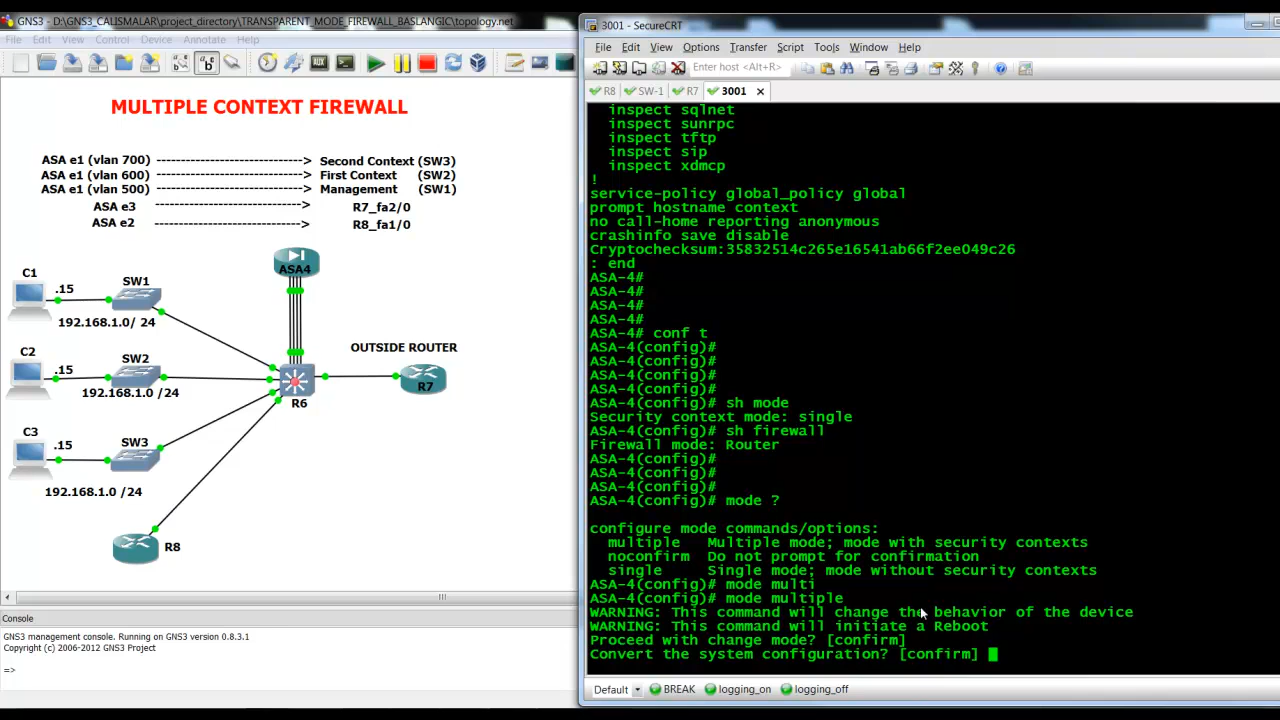 GNS3 - D:\GNS3_CALISMALAR\project_directory\TRANSPARENT_MODE_FIREWALL_BASLANGIC\topology.net
File Edit View Control Device Annotate Help
MULTIPLE CONTEXT FIREWALL
ASA e1 (vlan 700) ------------------------------------> Second Context (SW3)
ASA e1 (vlan 600) ------------------------------------> First Context (SW2)
ASA e1 (vlan 500) ------------------------------------> Management (SW1)
ASA e3 ------------------------------------> R7_fa2/0
ASA e2 ------------------------------------> R8_fa1/0
ASA4
C1
.15
SW1
192.168.1.0/ 24
OUTSIDE ROUTER
C2
.15
SW2
192.168.1.0 /24
R6
R7
C3
.15
SW3
192.168.1.0 /24
R8
Console
GNS3 management console. Running on GNS3 version 0.8.3.1
Copyright (c) 2006-2012 GNS3 Project
=>
3001 - SecureCRT
File Edit View Options Transfer Script Tools Window Help
Enter host <Alt+R>
R8 SW-1 R7 3001
inspect sqlnet
inspect sunrpc
inspect tftp
inspect sip
inspect xdmcp
!
service-policy global_policy global
prompt hostname context
no call-home reporting anonymous
crashinfo save disable
Cryptochecksum:35832514c265e16541ab66f2ee049c26
: end
ASA-4#
ASA-4#
ASA-4#
ASA-4#
ASA-4# conf t
ASA-4(config)#
ASA-4(config)#
ASA-4(config)#
ASA-4(config)#
ASA-4(config)# sh mode
Security context mode: single
ASA-4(config)# sh firewall
Firewall mode: Router
ASA-4(config)#
ASA-4(config)#
ASA-4(config)#
ASA-4(config)# mode ?
configure mode commands/options:
multiple Multiple mode; mode with security contexts
noconfirm Do not prompt for confirmation
single Single mode; mode without security contexts
ASA-4(config)# mode multi
ASA-4(config)# mode multiple
WARNING: This command will change the behavior of the device
WARNING: This command will initiate a Reboot
Proceed with change mode? [confirm]
Convert the system configuration? [confirm]
Default BREAK logging_on logging_off